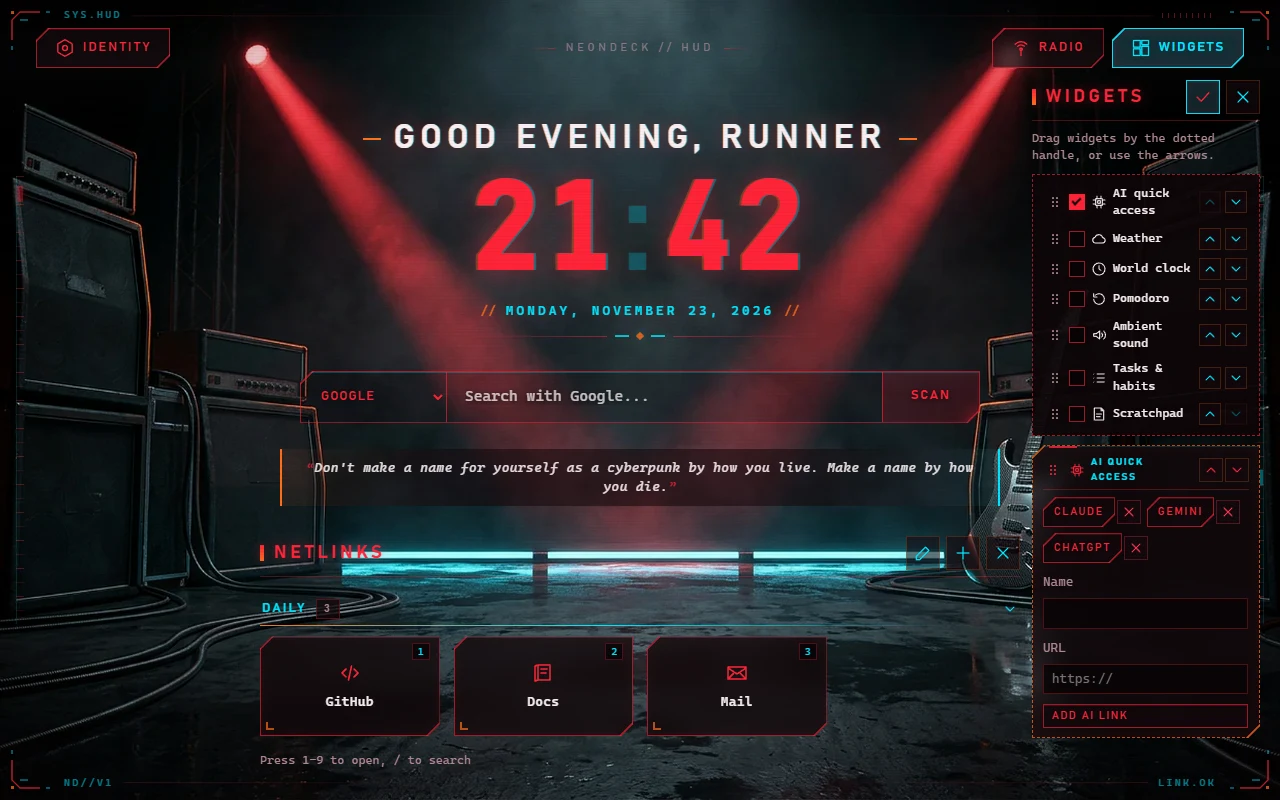 SYS.HUD
IDENTITY
NEONDECK // HUD
RADIO
WIDGETS
GOOD EVENING, RUNNER
21:42
// MONDAY, NOVEMBER 23, 2026 //
GOOGLE
Search with Google...
SCAN
“Don't make a name for yourself as a cyberpunk by how you live. Make a name by how
you die.”
NETLINKS
DAILY 3
1
GitHub
2
Docs
3
Mail
Press 1–9 to open, / to search
WIDGETS
Drag widgets by the dotted
handle, or use the arrows.
AI quick
access
Weather
World clock
Pomodoro
Ambient
sound
Tasks &
habits
Scratchpad
AI QUICK
ACCESS
CLAUDE
GEMINI
CHATGPT
Name
URL
https://
ADD AI LINK
ND//V1
LINK.OK